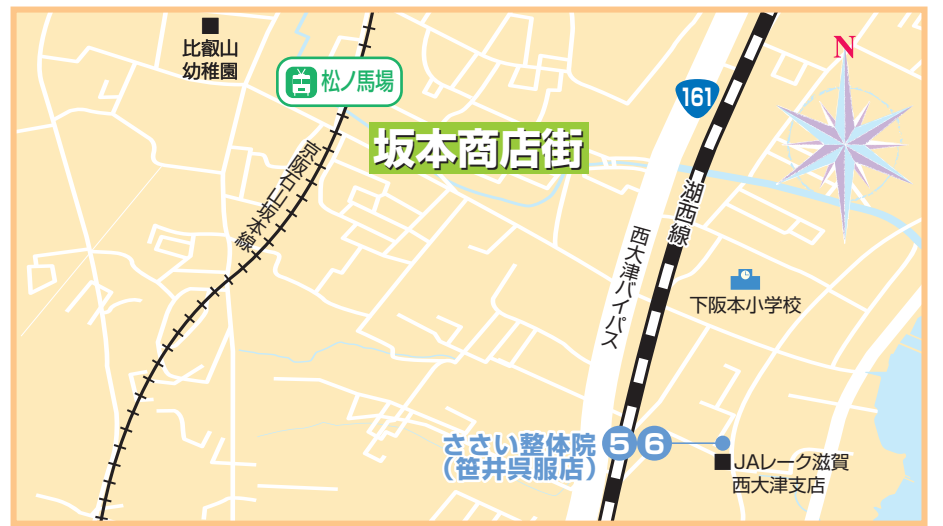 比叡山
幼稚園
松ノ馬場
坂本商店街
161
N
京阪石山坂本線
湖西線
西大津バイパス
下阪本小学校
ささい整体院
（笹井呉服店）
5 6
■JAレーク滋賀
西大津支店